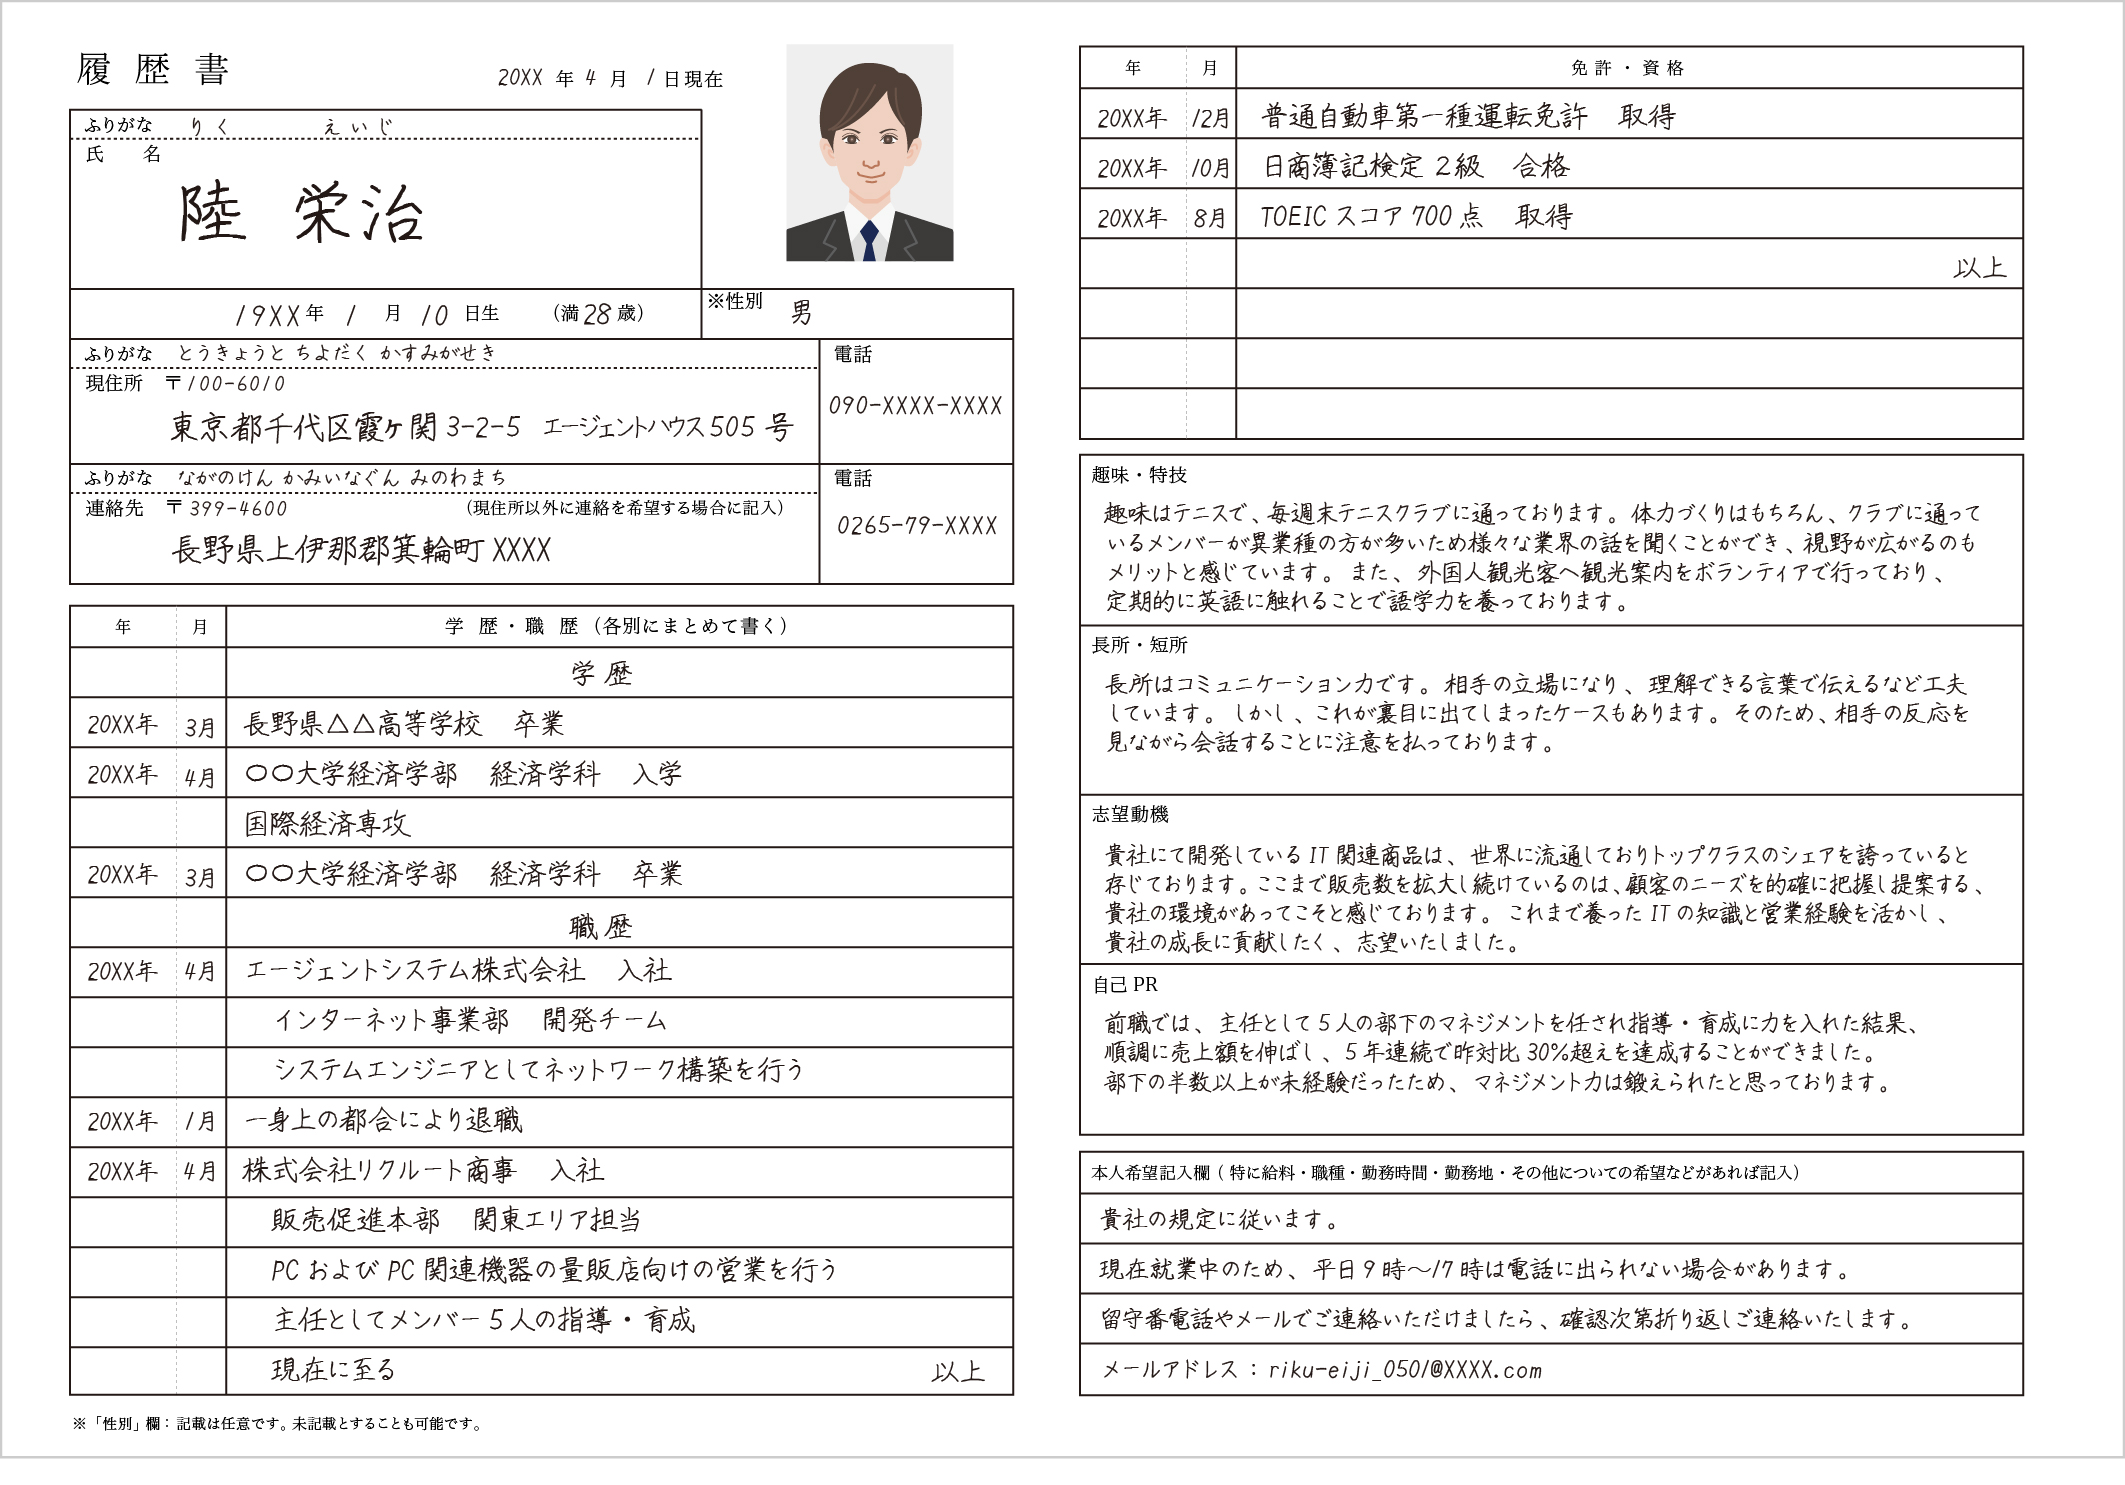 履歴書
20XX 年 4 月 1 日現在
ふりがな りく えいじ
氏 名
陸 栄治
19XX年 1 月 10 日生 (満28歳)
※性別 男
ふりがな とうきょうと ちよだく かすみがせき
電話
現住所 〒100-6010
090-XXXX-XXXX
東京都千代区霞ヶ関 3-2-5 エージェントハウス505 号
ふりがな ながのけん かみいなぐん みのわまち
電話
連絡先 〒399-4600 (現住所以外に連絡を希望する場合に記入)
0265-79-XXXX
長野県上伊那郡箕輪町 XXXX
年 月 学 歴・職 歴 (各別にまとめて書く)
学歴
20XX年 3月 長野県△△高等学校 卒業
20XX年 4月 〇〇大学経済学部 経済学科 入学
国際経済専攻
20XX年 3月 〇〇大学経済学部 経済学科 卒業
職歴
20XX年 4月 エージェントシステム株式会社 入社
インターネット事業部 開発チーム
システムエンジニアとしてネットワーク構築を行う
20XX年 1月 一身上の都合により退職
20XX年 4月 株式会社リクルート商事 入社
販売促進本部 関東エリア担当
PC および PC 関連機器の量販店向けの営業を行う
主任としてメンバー 5人の指導・育成
現在に至る 以上
※「性別」欄：記載は任意です。未記載とすることも可能です。
年 月 免許・資格
20XX年 12月 普通自動車第一種運転免許 取得
20XX年 10月 日商簿記検定 2級 合格
20XX年 8月 TOEIC スコア 700 点 取得
以上
趣味・特技
趣味はテニスで、毎週末テニスクラブに通っております。体力づくりはもちろん、クラブに通って
いるメンバーが異業種の方が多いため様々な業界の話を聞くことができ、視野が広がるのも
メリットと感じています。また、外国人観光客へ観光案内をボランティアで行っており、
定期的に英語に触れることで語学力を養っております。
長所・短所
長所はコミュニケーション力です。相手の立場になり、理解できる言葉で伝えるなど工夫
しています。しかし、これが裏目に出てしまったケースもあります。そのため、相手の反応を
見ながら会話することに注意を払っております。
志望動機
貴社にて開発している IT 関連商品は、世界に流通しておりトップクラスのシェアを誇っていると
存じております。ここまで販売数を拡大し続けているのは、顧客のニーズを的確に把握し提案する、
貴社の環境があってこそと感じております。これまで養った IT の知識と営業経験を活かし、
貴社の成長に貢献したく、志望いたしました。
自己 PR
前職では、主任として 5 人の部下のマネジメントを任され指導・育成に力を入れた結果、
順調に売上額を伸ばし、5 年連続で昨対比 30%超えを達成することができました。
部下の半数以上が未経験だったため、マネジメント力は鍛えられたと思っております。
本人希望記入欄（特に給料・職種・勤務時間・勤務地・その他についての希望などがあれば記入）
貴社の規定に従います。
現在就業中のため、平日 9 時〜17 時は電話に出られない場合があります。
留守番電話やメールでご連絡いただけましたら、確認次第折り返しご連絡いたします。
メールアドレス：riku-eiji_0501@XXXX.com